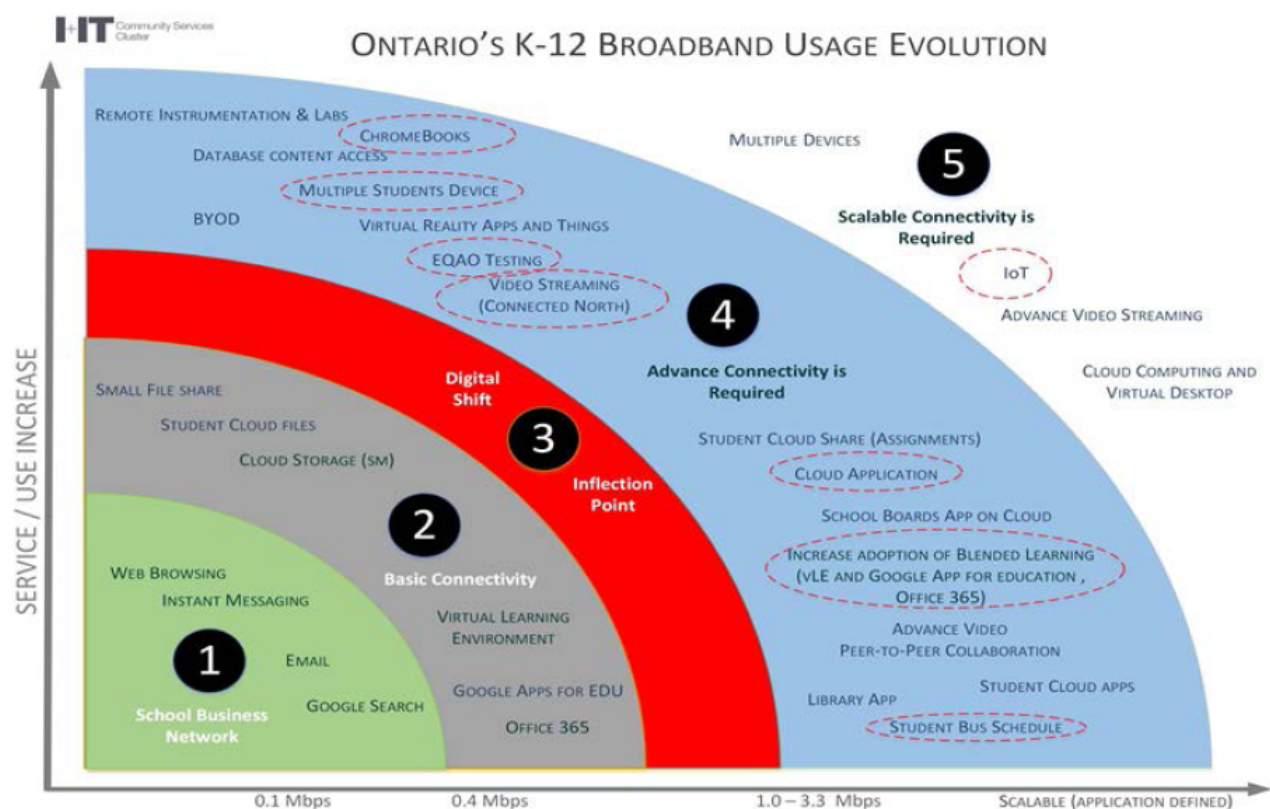 I+IT Community Services
Cluster
ONTARIO'S K-12 BROADBAND USAGE EVOLUTION
REMOTE INSTRUMENTATION & LABS
CHROMEBOOKS
DATABASE CONTENT ACCESS
MULTIPLE STUDENTS DEVICE
BYOD
VIRTUAL REALITY APPS AND THINGS
EQAO TESTING
VIDEO STREAMING
(CONNECTED NORTH)
MULTIPLE DEVICES
5
Scalable Connectivity is
Required
IOT
ADVANCE VIDEO STREAMING
CLOUD COMPUTING AND
VIRTUAL DESKTOP
4
Advance Connectivity is
Required
STUDENT CLOUD SHARE (ASSIGNMENTS)
CLOUD APPLICATION
SCHOOL BOARDS APP ON CLOUD
INCREASE ADOPTION OF BLENDED LEARNING
(VLE AND GOOGLE APP FOR EDUCATION ,
OFFICE 365)
ADVANCE VIDEO
PEER-TO-PEER COLLABORATION
STUDENT CLOUD APPS
LIBRARY APP
STUDENT BUS SCHEDULE
Digital
Shift
3
Inflection
Point
SMALL FILE SHARE
STUDENT CLOUD FILES
CLOUD STORAGE (SM)
2
Basic Connectivity
VIRTUAL LEARNING
ENVIRONMENT
GOOGLE APPS FOR EDU
OFFICE 365
WEB BROWSING
INSTANT MESSAGING
1
EMAIL
GOOGLE SEARCH
School Business
Network
SERVICE / USE INCREASE
0.1 Mbps
0.4 Mbps
1.0 – 3.3 Mbps
SCALABLE (APPLICATION DEFINED)